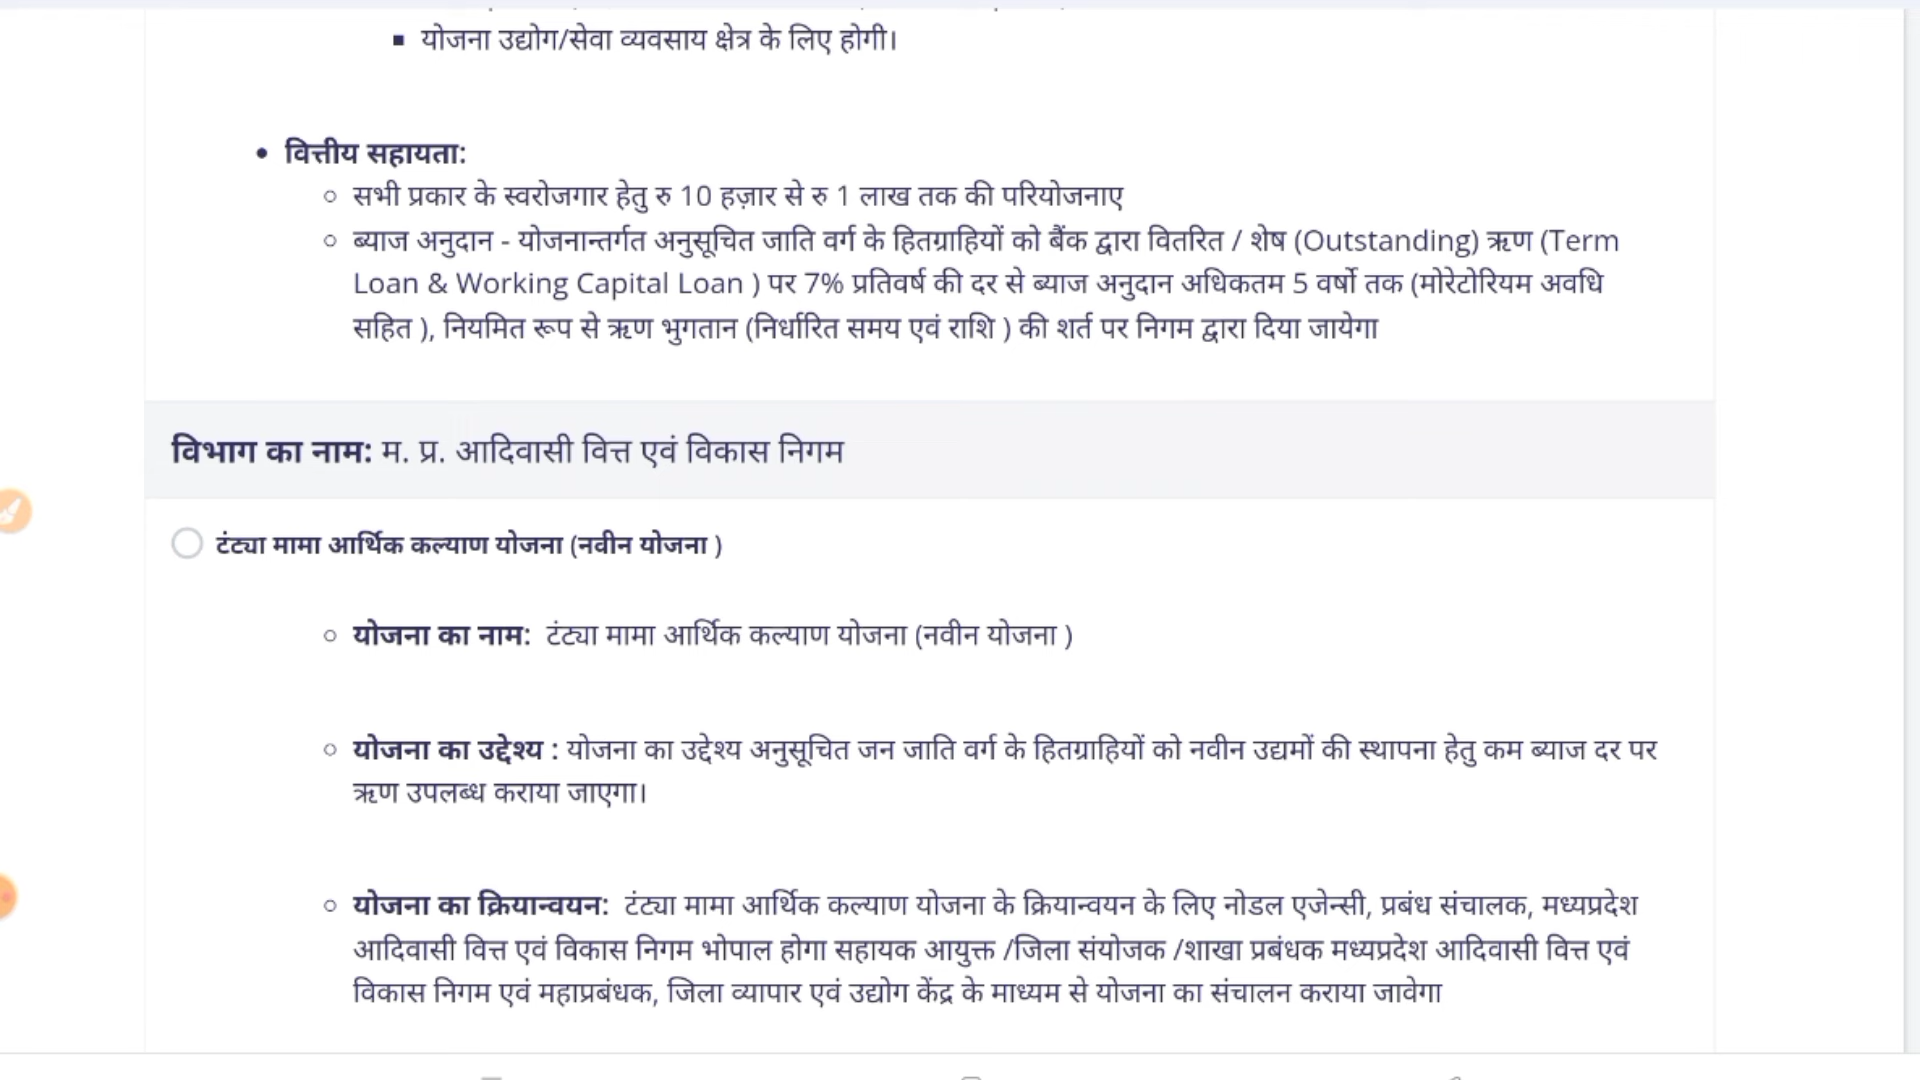 योजना उद्योग/सेवा व्यवसाय क्षेत्र के लिए होगी।
वित्तीय सहायता:
सभी प्रकार के स्वरोजगार हेतु रु 10 हज़ार से रु 1 लाख तक की परियोजनाए
ब्याज अनुदान - योजनान्तर्गत अनुसूचित जाति वर्ग के हितग्राहियों को बैंक द्वारा वितरित / शेष (Outstanding) ऋण (Term
Loan & Working Capital Loan ) पर 7% प्रतिवर्ष की दर से ब्याज अनुदान अधिकतम 5 वर्षो तक (मोरेटोरियम अवधि
सहित ), नियमित रूप से ऋण भुगतान (निर्धारित समय एवं राशि ) की शर्त पर निगम द्वारा दिया जायेगा
विभाग का नाम: म. प्र. आदिवासी वित्त एवं विकास निगम
टंट्या मामा आर्थिक कल्याण योजना (नवीन योजना )
योजना का नाम: टंट्या मामा आर्थिक कल्याण योजना (नवीन योजना )
योजना का उद्देश्य : योजना का उद्देश्य अनुसूचित जन जाति वर्ग के हितग्राहियों को नवीन उद्यमों की स्थापना हेतु कम ब्याज दर पर
ऋण उपलब्ध कराया जाएगा।
योजना का क्रियान्वयन: टंट्या मामा आर्थिक कल्याण योजना के क्रियान्वयन के लिए नोडल एजेन्सी, प्रबंध संचालक, मध्यप्रदेश
आदिवासी वित्त एवं विकास निगम भोपाल होगा सहायक आयुक्त /जिला संयोजक /शाखा प्रबंधक मध्यप्रदेश आदिवासी वित्त एवं
विकास निगम एवं महाप्रबंधक, जिला व्यापार एवं उद्योग केंद्र के माध्यम से योजना का संचालन कराया जावेगा